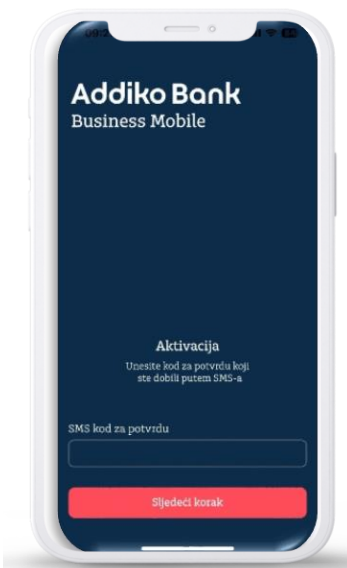 Addiko Bank
Business Mobile
Aktivacija
Unesite kod za potvrdu koji
ste dobili putem SMS-a
SMS kod za potvrdu
Sljedeći korak